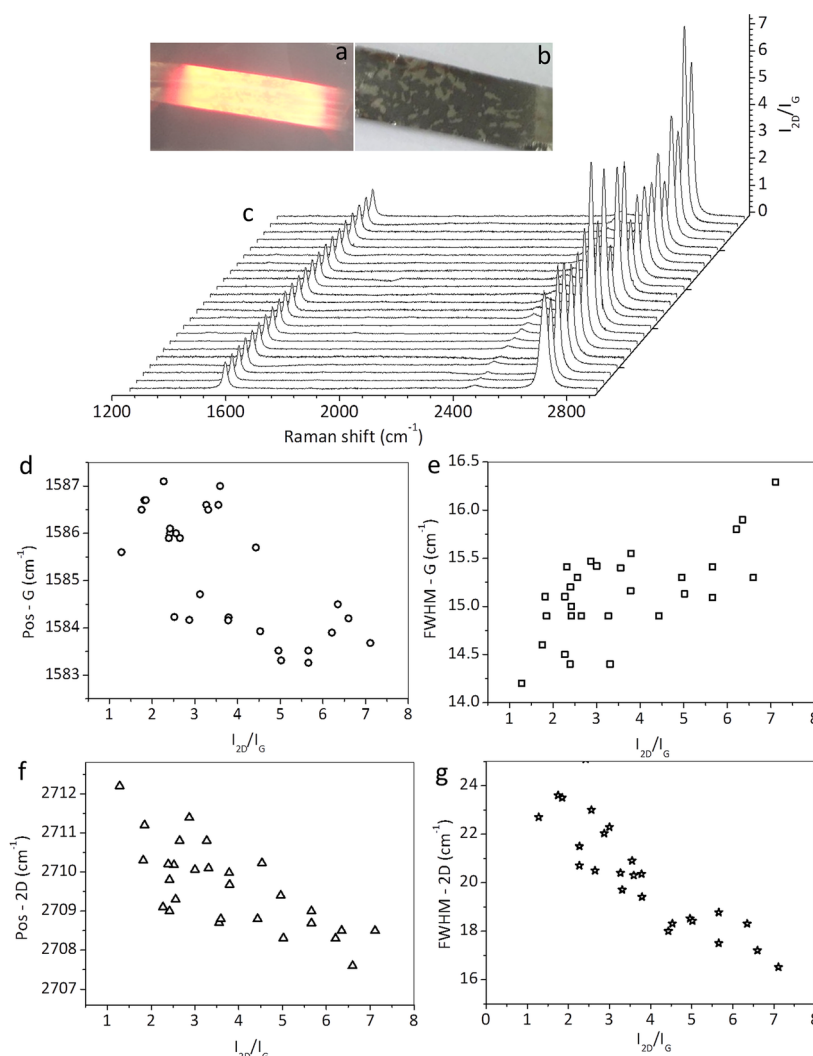 a
b
c
7
6
5
4
3
2
1
0
I2D/IG
1200 1600 2000 2400 2800
Raman shift (cm-1)
d
1587
1586
1585
1584
1583
Pos - G (cm-1)
1 2 3 4 5 6 7 8
I2D/IG
e
16.5
16.0
15.5
15.0
14.5
14.0
FWHM - G (cm-1)
1 2 3 4 5 6 7 8
I2D/IG
f
2712
2711
2710
2709
2708
2707
Pos - 2D (cm-1)
0 1 2 3 4 5 6 7 8
I2D/IG
g
24
22
20
18
16
FWHM - 2D (cm-1)
0 1 2 3 4 5 6 7 8
I2D/IG